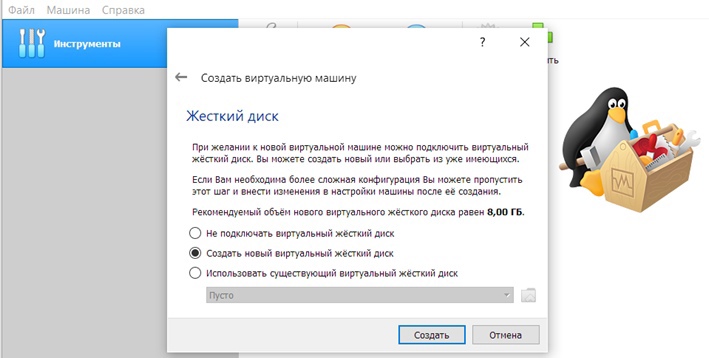 Файл Машина Справка
Инструменты
?
Создать виртуальную машину
Жесткий диск
При желании к новой виртуальной машине можно подключить виртуальный
жёсткий диск. Вы можете создать новый или выбрать из уже имеющихся.
Если Вам необходима более сложная конфигурация Вы можете пропустить
этот шаг и внести изменения в настройки машины после её создания.
Рекомендуемый объём нового виртуального жёсткого диска равен 8,00 ГБ.
Не подключать виртуальный жёсткий диск
Создать новый виртуальный жёсткий диск
Использовать существующий виртуальный жёсткий диск
Пусто
Создать Отмена